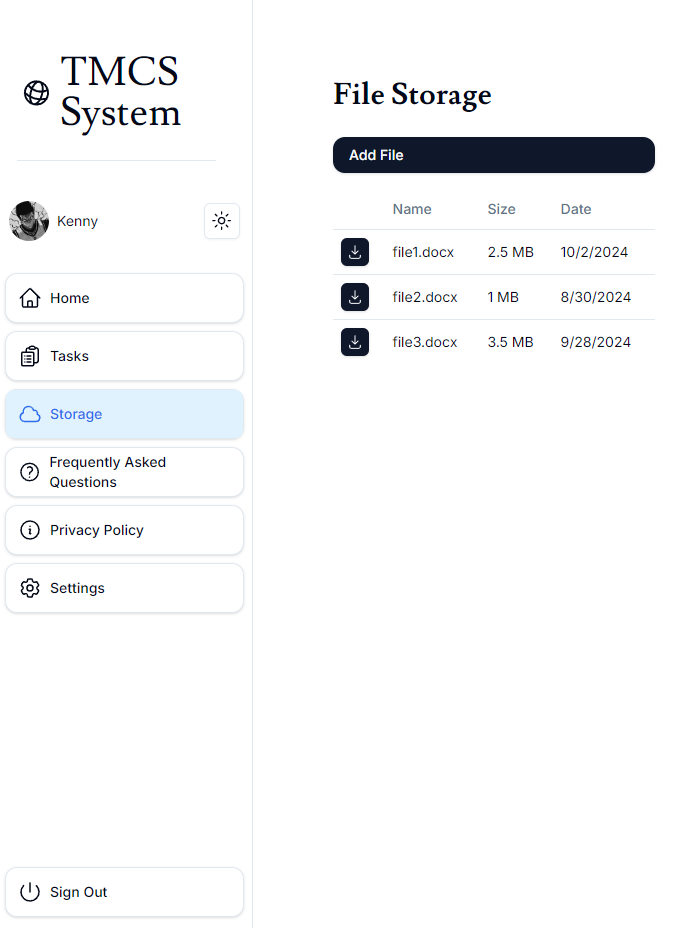 TMCS
System
Kenny
Home
Tasks
Storage
Frequently Asked
Questions
Privacy Policy
Settings
Sign Out
File Storage
Add File
Name Size Date
file1.docx 2.5 MB 10/2/2024
file2.docx 1 MB 8/30/2024
file3.docx 3.5 MB 9/28/2024